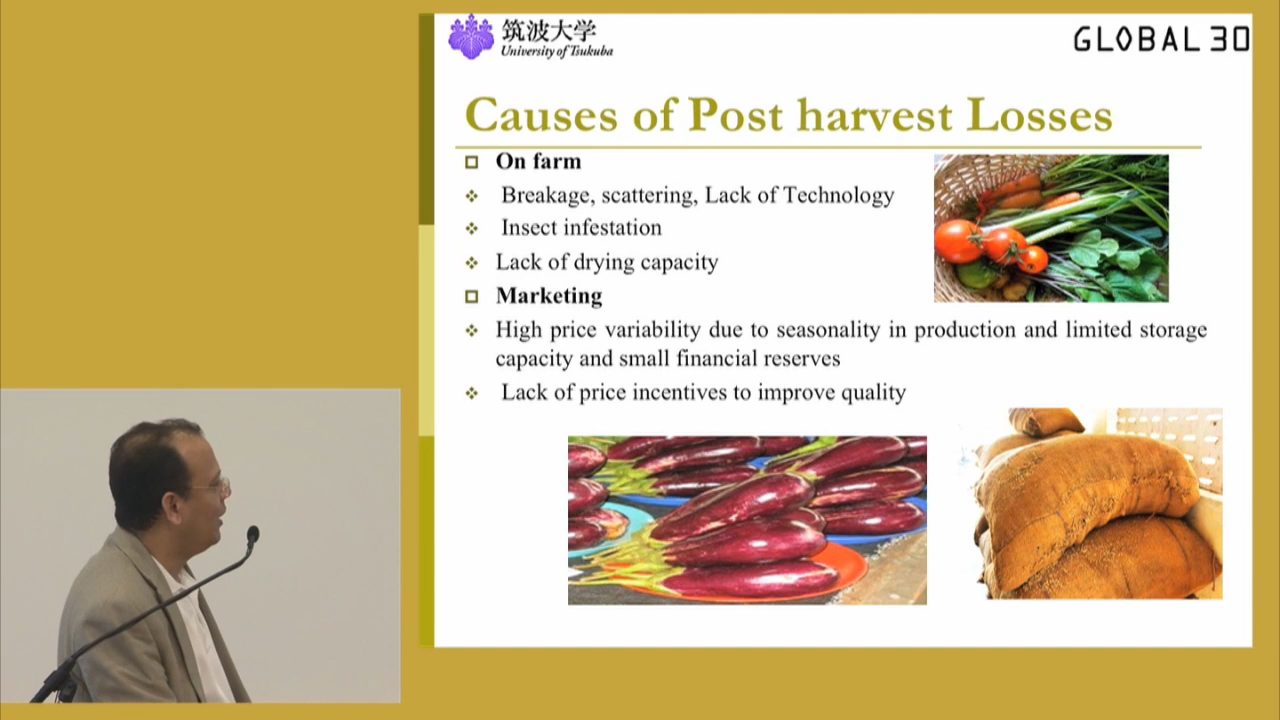 筑波大学
University of Tsukuba
GLOBAL 30
Causes of Post harvest Losses
On farm
Breakage, scattering, Lack of Technology
Insect infestation
Lack of drying capacity
Marketing
High price variability due to seasonality in production and limited storage
capacity and small financial reserves
Lack of price incentives to improve quality